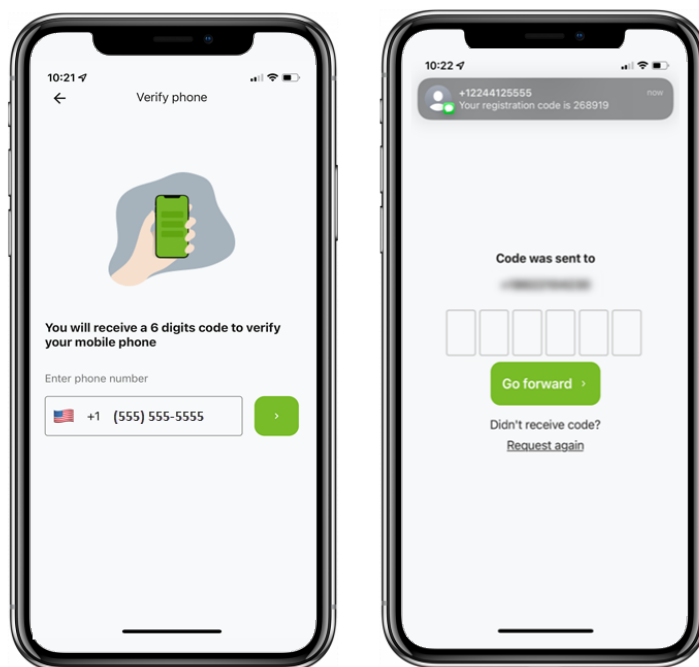 10:21
Verify phone
You will receive a 6 digits code to verify
your mobile phone
Enter phone number
+1 (555) 555-5555
10:22
+12244125555
now
Your registration code is 268919
Code was sent to
Go forward
Didn't receive code?
Request again